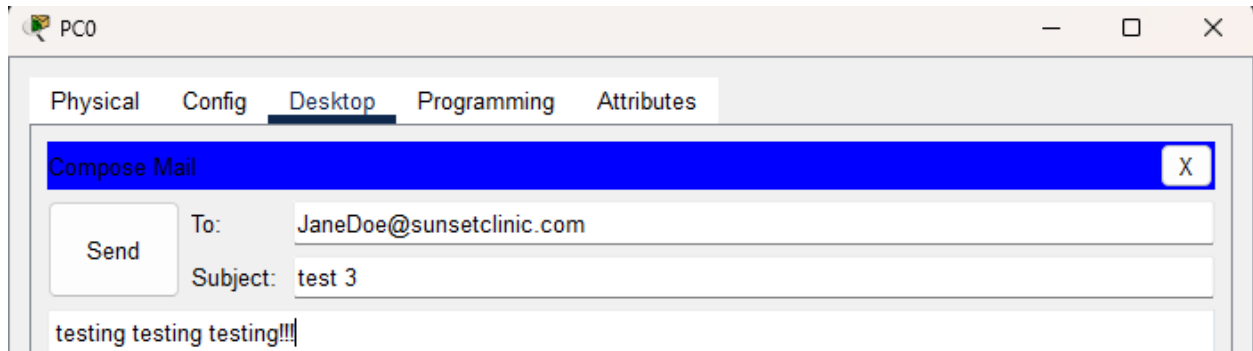 PC0
Physical Config Desktop Programming Attributes
Compose Mail
X
Send
To: JaneDoe@sunsetclinic.com
Subject: test 3
testing testing testing!!!